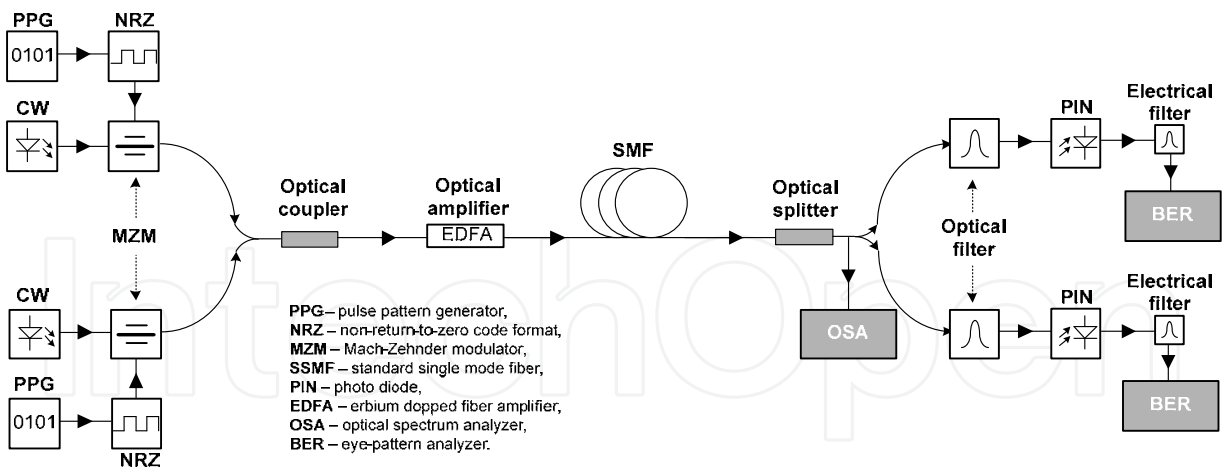 PPG
NRZ
0101
CW
MZM
CW
PPG
0101
NRZ
Optical
coupler
Optical
amplifier
EDFA
SMF
Optical
splitter
OSA
Optical
filter
PIN
Electrical
filter
BER
PIN
Electrical
filter
BER
PPG – pulse pattern generator,
NRZ – non-return-to-zero code format,
MZM – Mach-Zehnder modulator,
SSMF – standard single mode fiber,
PIN – photo diode,
EDFA – erbium dopped fiber amplifier,
OSA – optical spectrum analyzer,
BER – eye-pattern analyzer.
IntechOpen